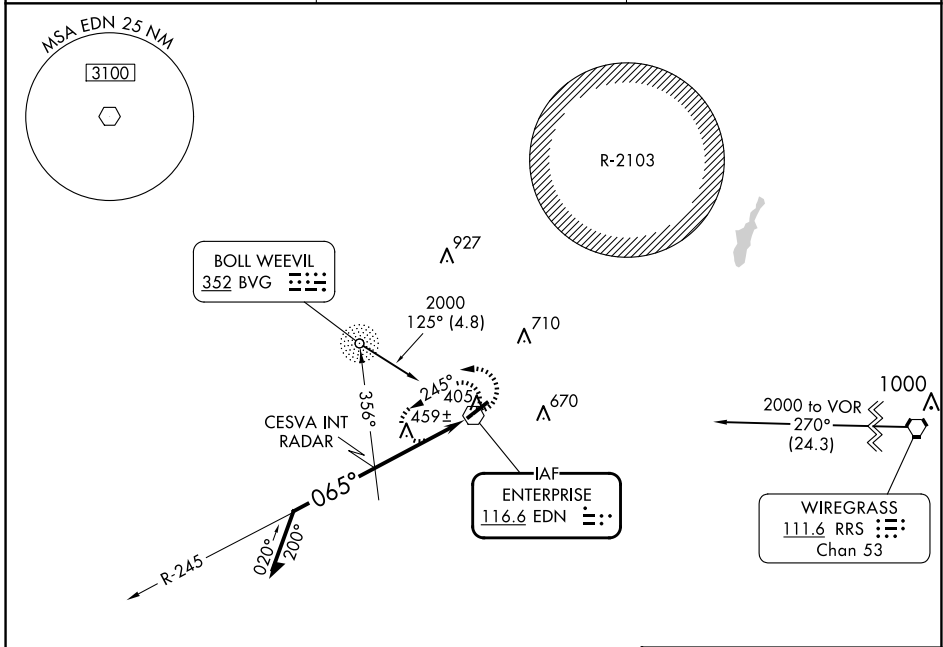 MSA EDN 25 NM
3100
R-2103
927
BOLL WEEVIL
352 BVG
2000
125° (4.8)
710
245°
405
459±
670
356°
CESVA INT
RADAR
065°
1000
2000 to VOR
270°
(24.3)
IAF
ENTERPRISE
116.6 EDN
WIREGRASS
111.6 RRS
Chan 53
020°
200°
R-245